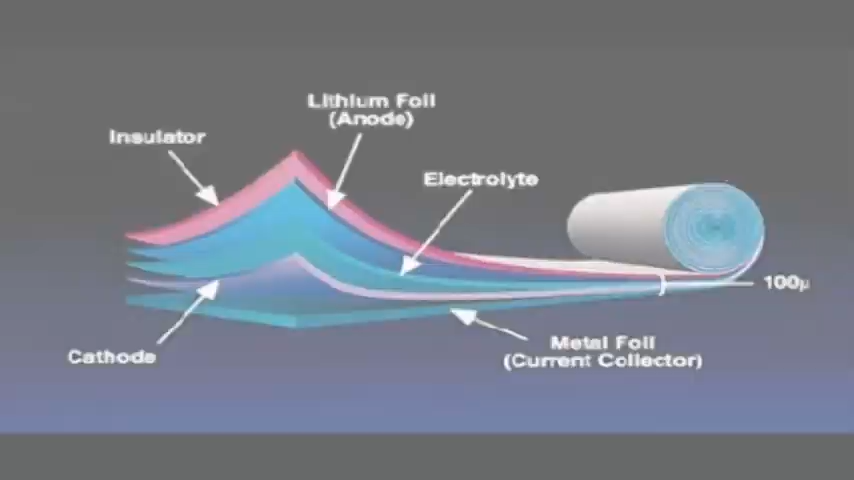 Lithium Foil
(Anode)
Insulator
Electrolyte
100µ
Metal Foil
(Current Collector)
Cathode